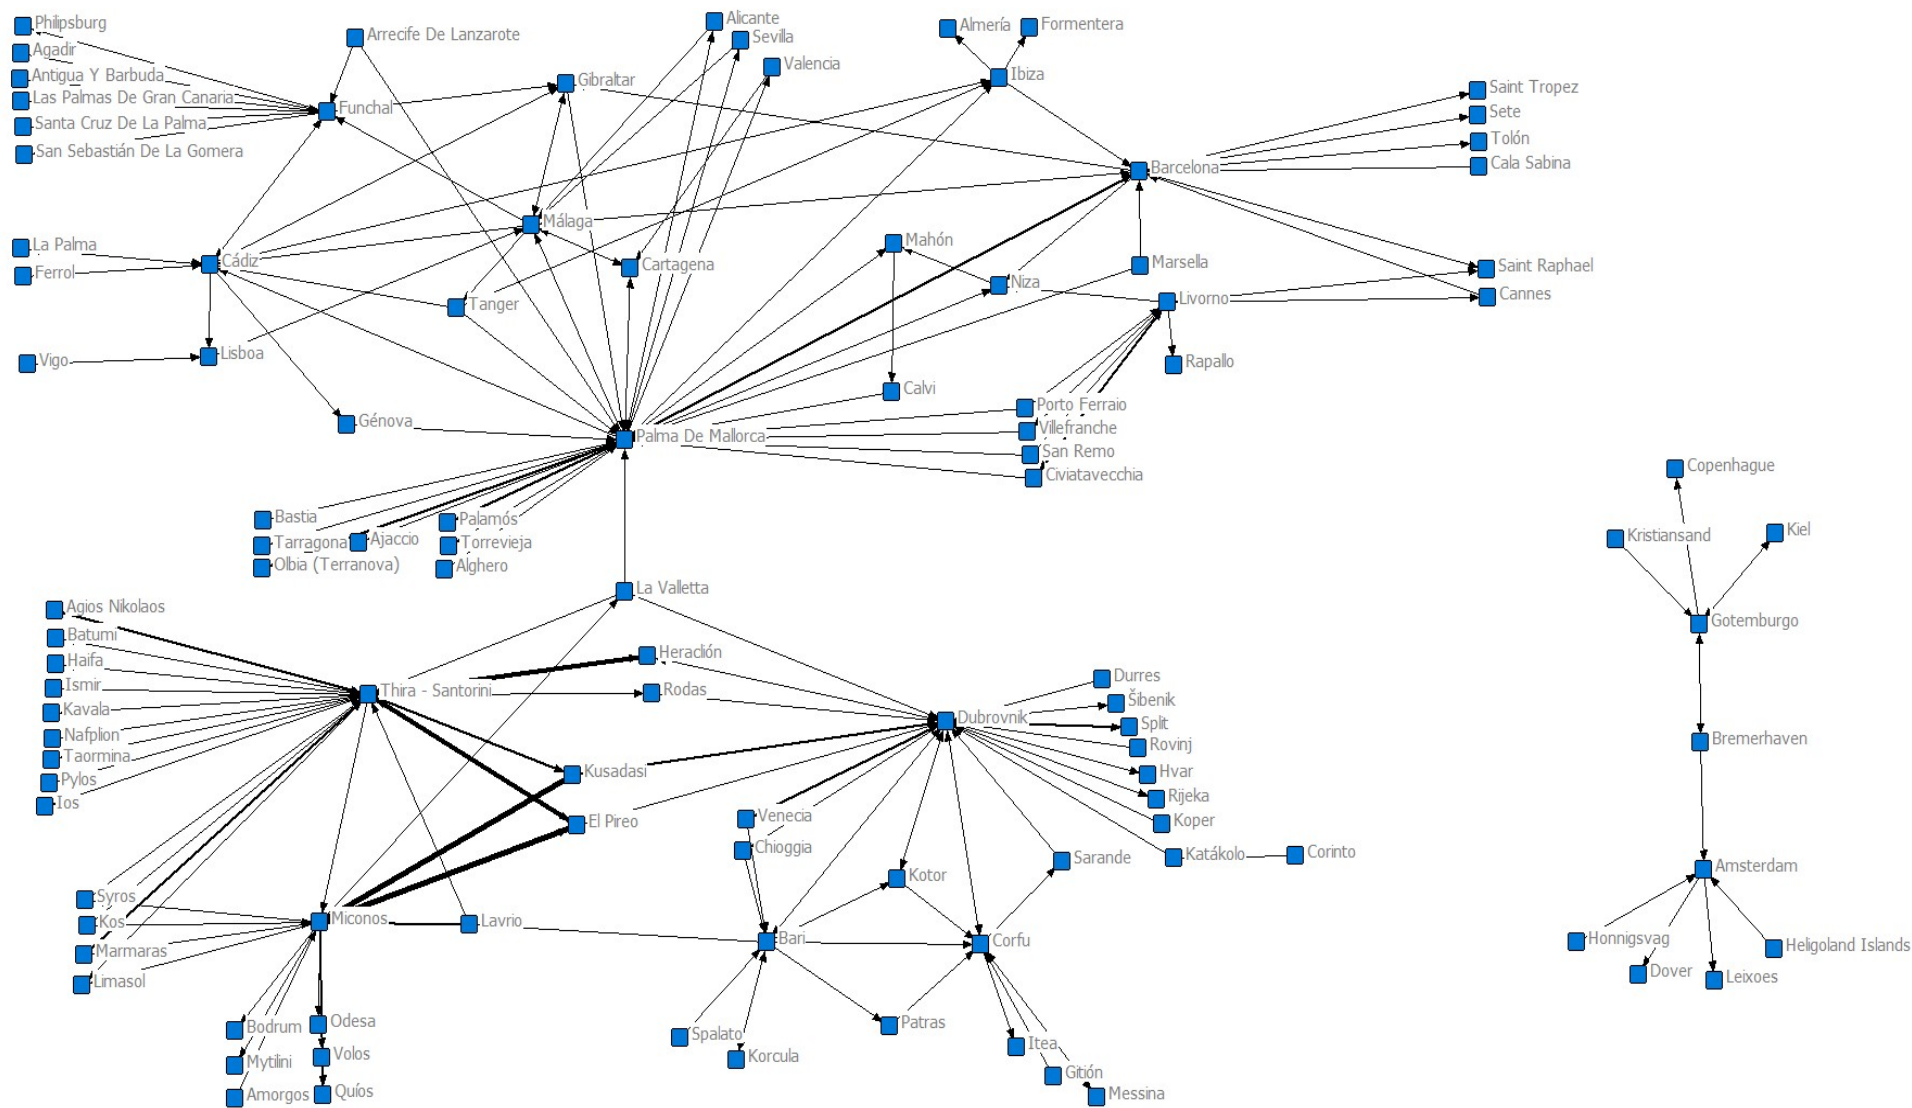 Philipsburg
Agadir
Antigua Y Barbuda
Las Palmas De Gran Canaria
Santa Cruz De La Palma
San Sebastián De La Gomera
Arrecife De Lanzarote
Funchal
Gibraltar
Alicante
Sevilla
Valencia
Almería
Formentera
Ibiza
Saint Tropez
Sete
Tolón
Cala Sabina
Barcelona
Málaga
La Palma
Ferrol
Cádiz
Cartagena
Mahón
Marsella
Niza
Livorno
Saint Raphael
Cannes
Tanger
Vigo
Lisboa
Rapallo
Calvi
Génova
Palma De Mallorca
Porto Ferraio
Villefranche
San Remo
Civiatavecchia
Bastia
Tarragona
Olbia (Terranova)
Ajaccio
Palamós
Torrevieja
Alghero
Copenhague
Kristiansand
Kiel
Gotemburgo
Bremerhaven
Amsterdam
Honnigsvag
Dover
Leixoes
Heligoland Islands
La Valletta
Agios Nikolaos
Batumi
Haifa
Ismir
Kavala
Nafplion
Taormina
Pylos
Ios
Thira - Santorini
Heraclión
Rodas
Kusadasi
El Pireo
Dubrovnik
Durres
Šibenik
Split
Rovinj
Hvar
Rijeka
Koper
Katákolo
Corinto
Venecia
Chioggia
Kotor
Sarande
Syros
Kos
Marmaras
Limasol
Miconos
Lavrio
Bari
Corfu
Bodrum
Mytilini
Amorgos
Odesa
Volos
Quíos
Spalato
Korcula
Patras
Itea
Gitión
Messina